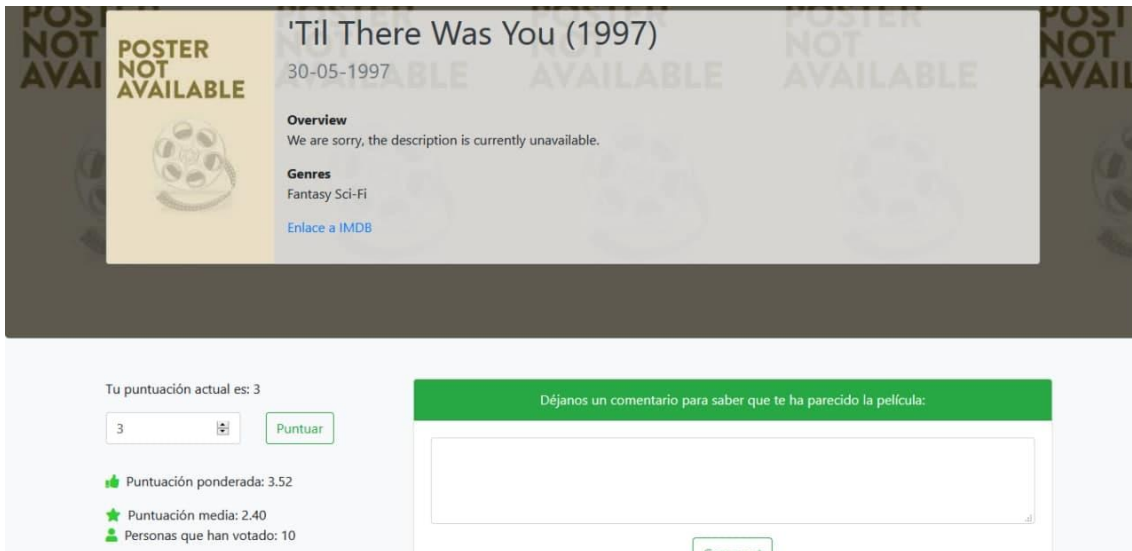 POSTER
NOT
AVAILABLE
'Til There Was You (1997)
30-05-1997
Overview
We are sorry, the description is currently unavailable.
Genres
Fantasy Sci-Fi
Enlace a IMDB
Tu puntuación actual es: 3
3
Puntuar
Puntuación ponderada: 3.52
Puntuación media: 2.40
Personas que han votado: 10
Déjanos un comentario para saber que te ha parecido la película: